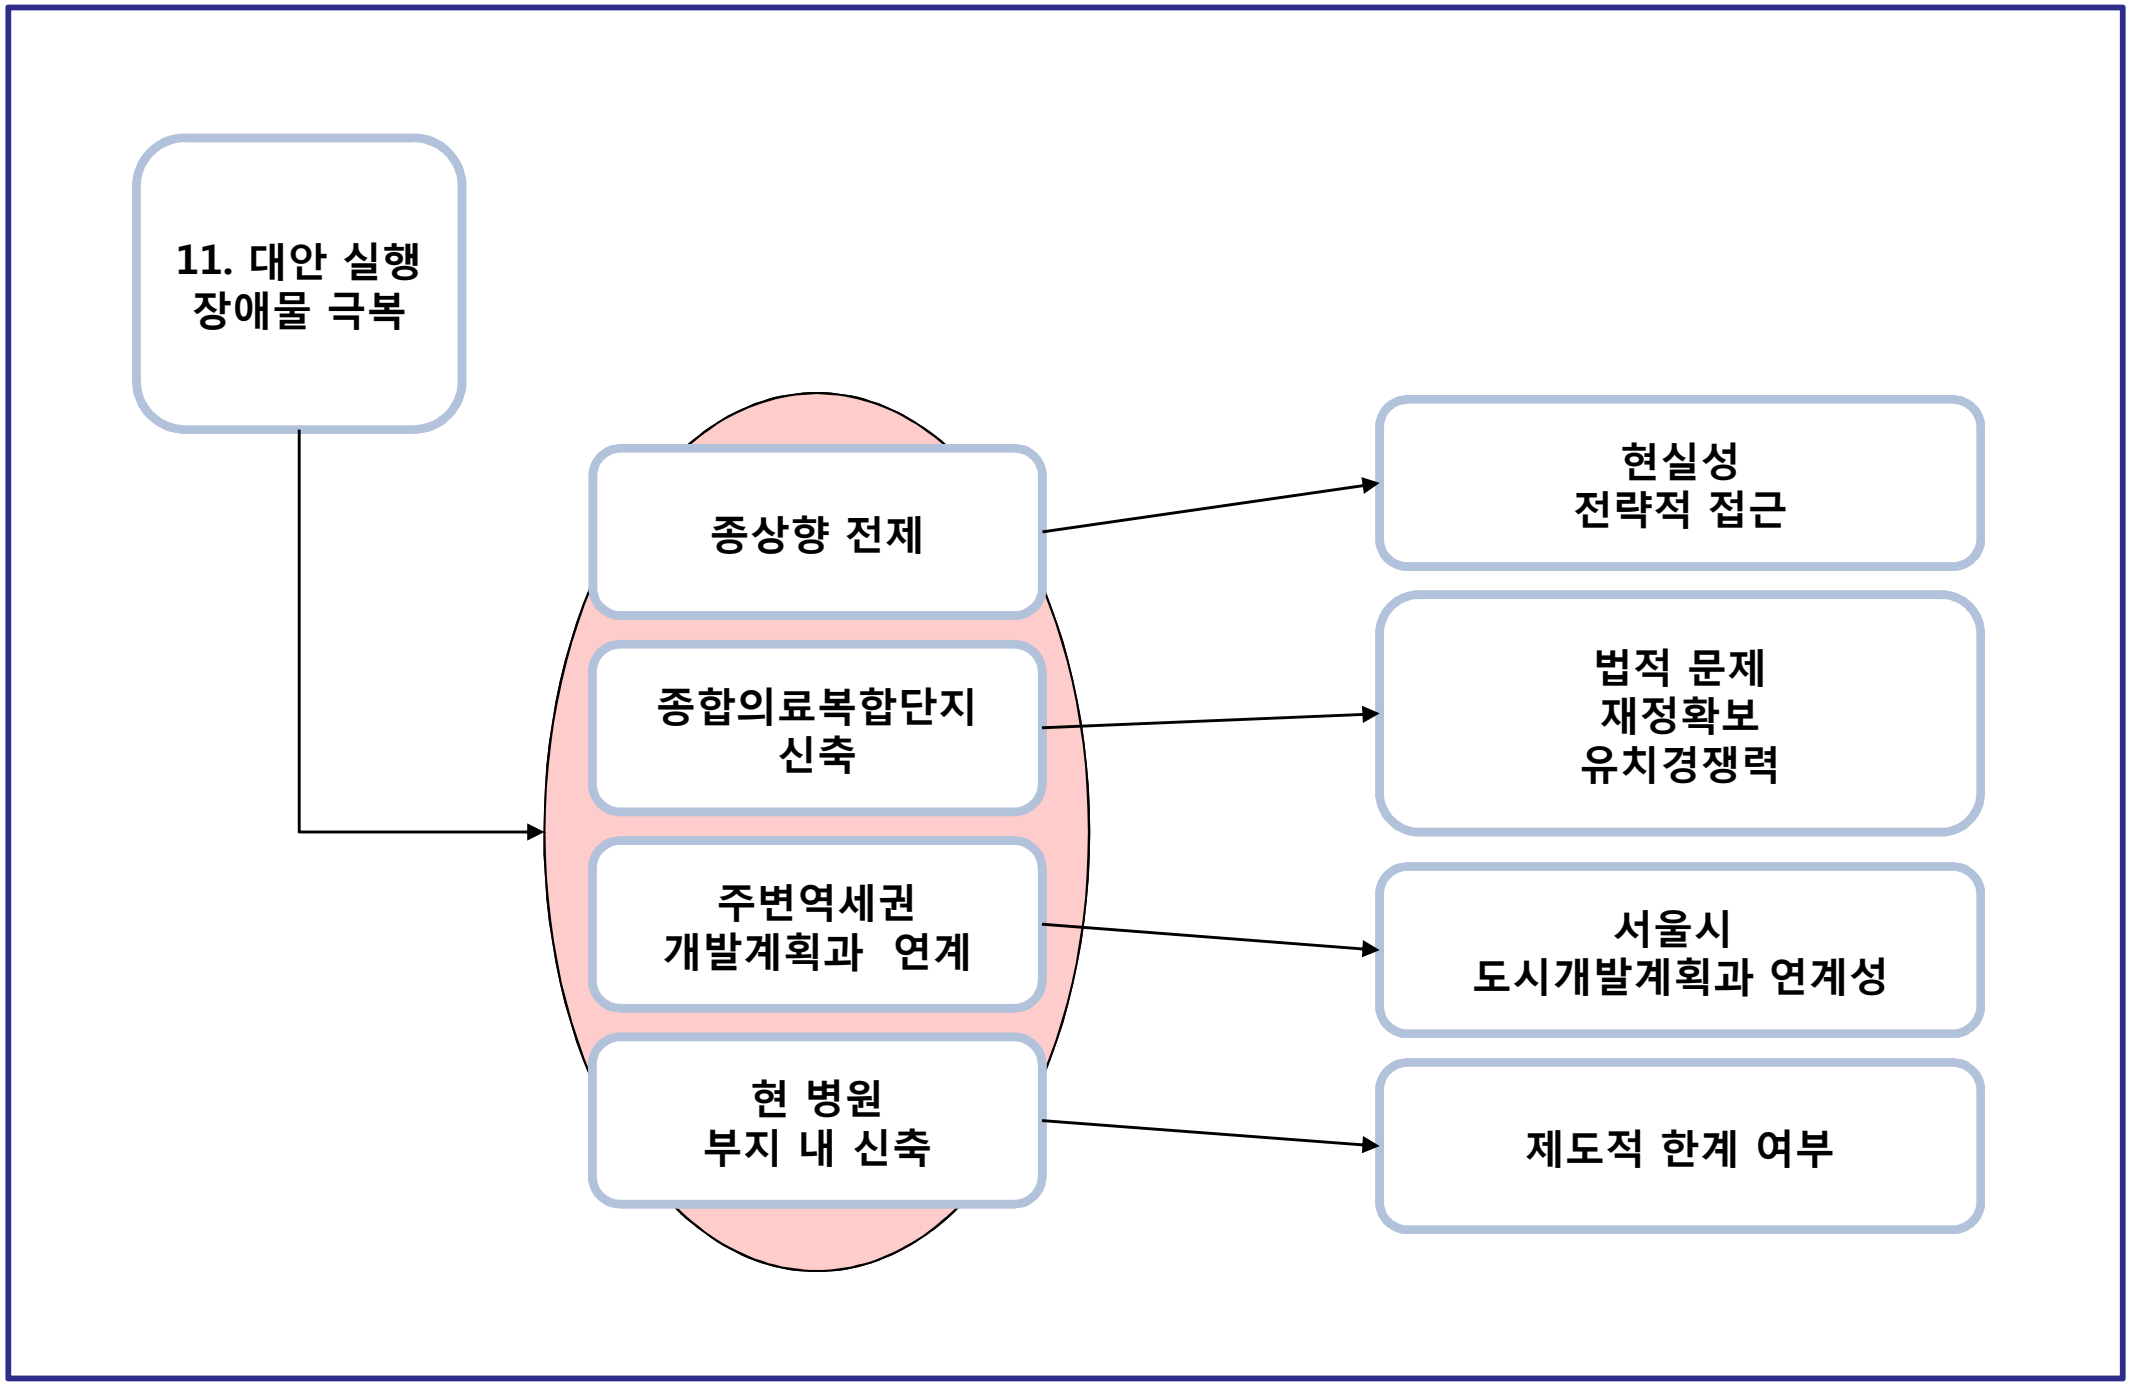 11. 대안 실행
장애물 극복
종상향 전제
현실성
전략적 접근
종합의료복합단지
신축
법적 문제
재정확보
유치경쟁력
주변역세권
개발계획과  연계
서울시
도시개발계획과 연계성
현 병원
부지 내 신축
제도적 한계 여부